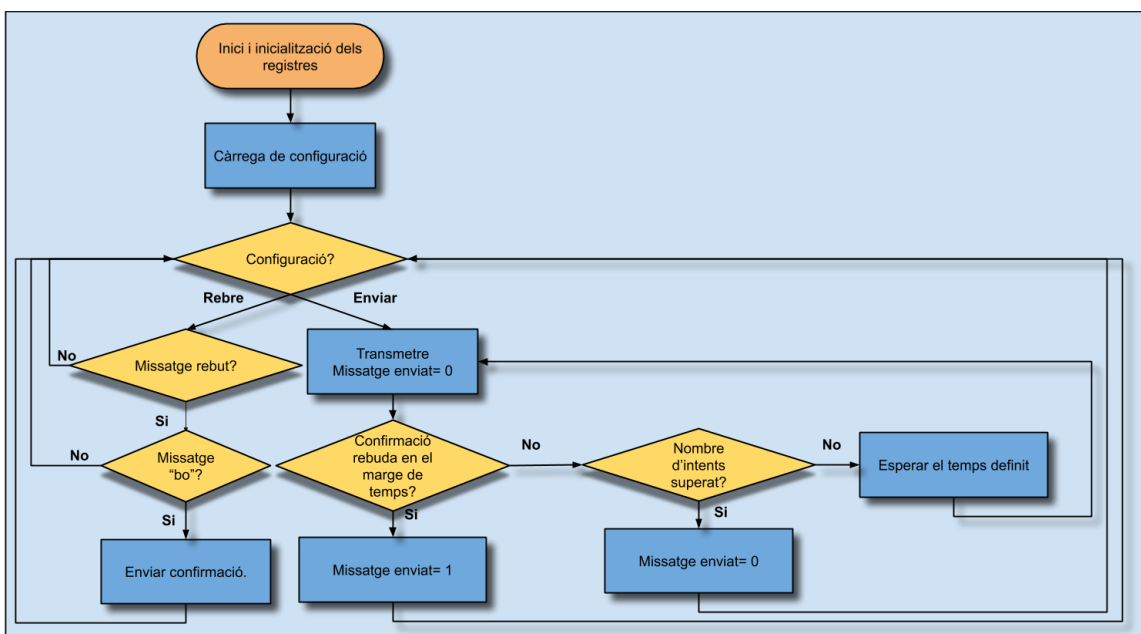 Inici i inicialització dels
registres
Càrrega de configuració
Configuració?
Rebre
Enviar
Missatge rebut?
No
Transmetre
Missatge enviat= 0
Si
Missatge
“bo”?
No
Confirmació
rebuda en el
marge de
temps?
No
Nombre
d’intents
superat?
No
Esperar el temps definit
Si
Si
Si
Enviar confirmació.
Missatge enviat= 1
Missatge enviat= 0